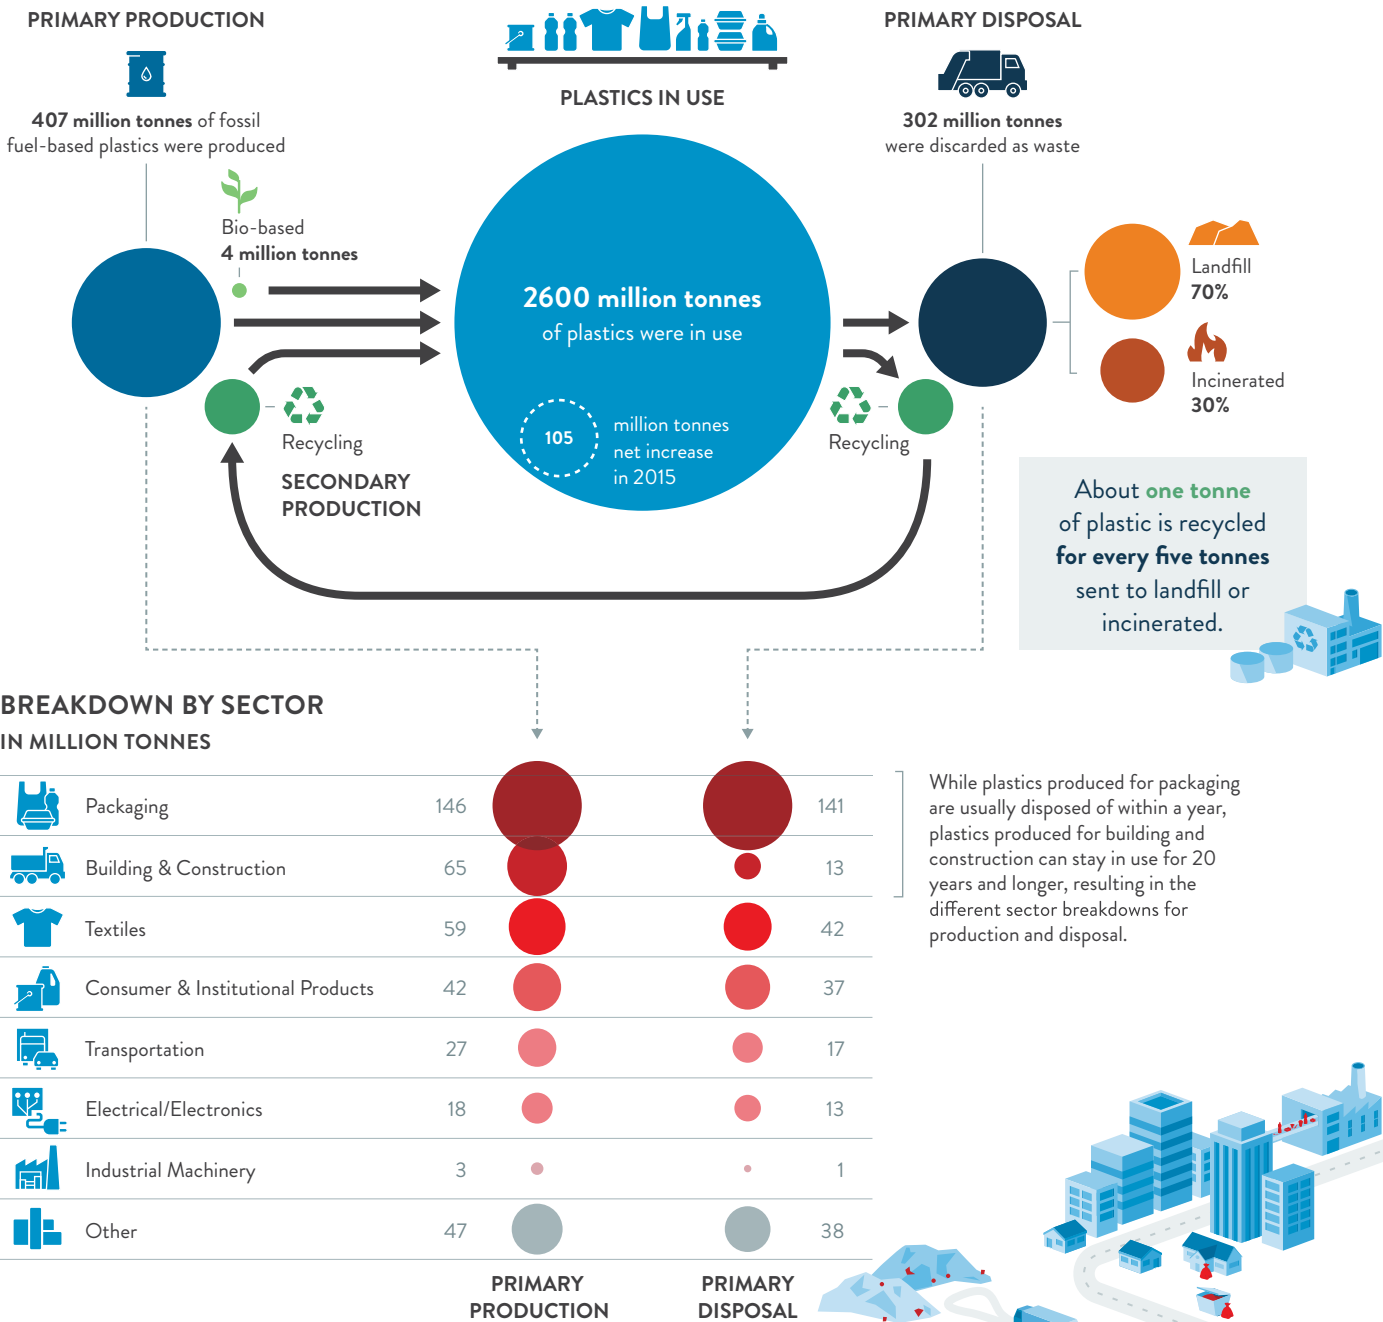 PRIMARY PRODUCTION
407 million tonnes of fossil
fuel-based plastics were produced
Bio-based
4 million tonnes
Recycling
SECONDARY
PRODUCTION
PLASTICS IN USE
2600 million tonnes
of plastics were in use
105
million tonnes
net increase
in 2015
PRIMARY DISPOSAL
302 million tonnes
were discarded as waste
Landfill
70%
Incinerated
30%
Recycling
About one tonne
of plastic is recycled
for every five tonnes
sent to landfill or
incinerated.
BREAKDOWN BY SECTOR
IN MILLION TONNES
Packaging 146 141
Building & Construction 65 13
Textiles 59 42
Consumer & Institutional Products 42 37
Transportation 27 17
Electrical/Electronics 18 13
Industrial Machinery 3 1
Other 47 38
PRIMARY
PRODUCTION
PRIMARY
DISPOSAL
While plastics produced for packaging
are usually disposed of within a year,
plastics produced for building and
construction can stay in use for 20
years and longer, resulting in the
different sector breakdowns for
production and disposal.